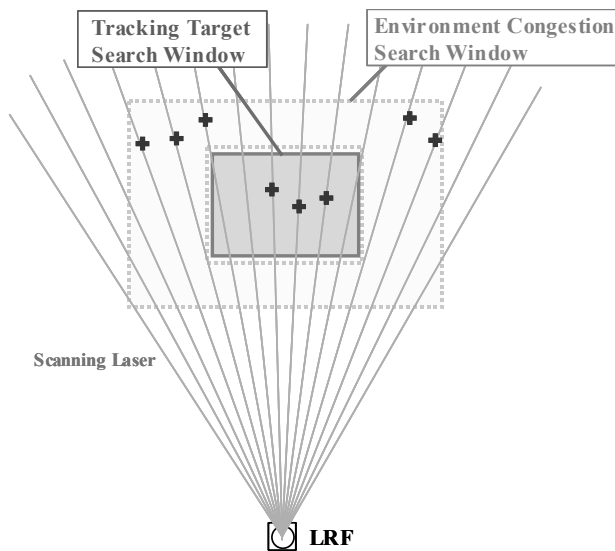 Tracking Target
Search Window
Environment Congestion
Search Window
Scanning Laser
LRF